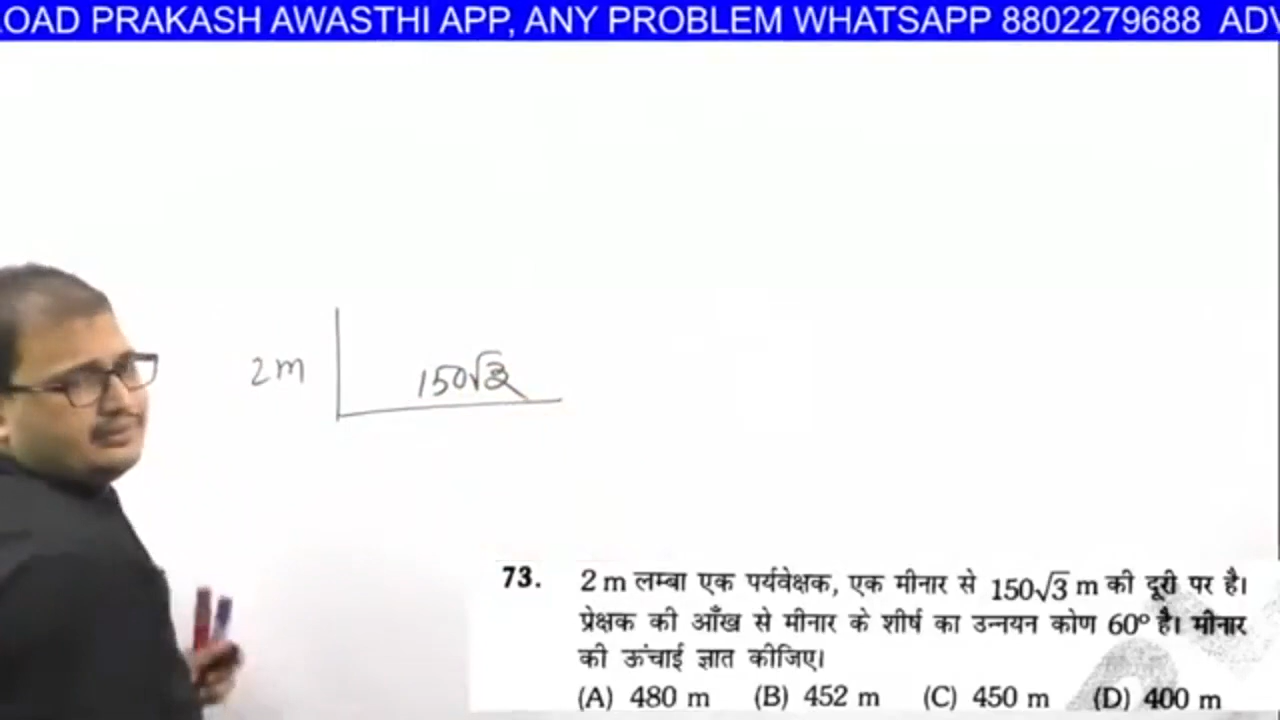 OAD PRAKASH AWASTHI APP, ANY PROBLEM WHATSAPP 8802279688 ADV
2m
150√3
73. 2 m लम्बा एक पर्यवेक्षक, एक मीनार से 150√3 m की दूरी पर है।
प्रेक्षक की आँख से मीनार के शीर्ष का उन्नयन कोण 60° है। मीनार
की ऊंचाई ज्ञात कीजिए।
(A) 480 m (B) 452 m (C) 450 m (D) 400 m